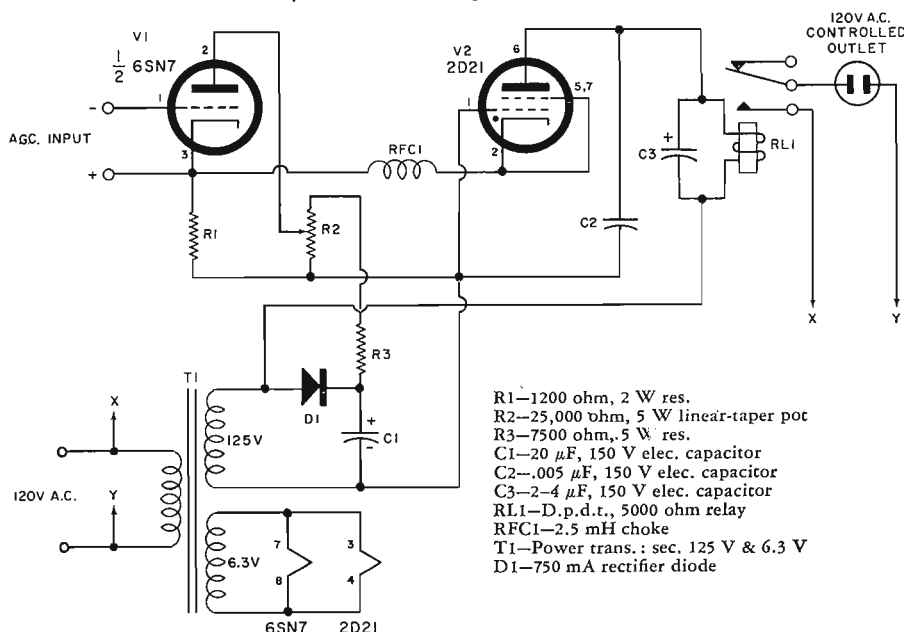 V1
1/2 6SN7
2
1
3
-
AGC. INPUT
+
R1
R2
RFC1
V2
2D21
6
5,7
1
2
C2
+
C3
RL1
120V A.C.
CONTROLLED
OUTLET
X
Y
R3
T1
X
Y
120V A.C.
125V
D1
+
-
C1
6.3V
7
8
3
4
6SN7
2D21
R1—1200 ohm, 2 W res.
R2—25,000 ohm, 5 W linear-taper pot
R3—7500 ohm, 5 W res.
C1—20 μF, 150 V elec. capacitor
C2—.005 μF, 150 V elec. capacitor
C3—2-4 μF, 150 V elec. capacitor
RL1—D.p.d.t., 5000 ohm relay
RFC1—2.5 mH choke
T1—Power trans.: sec. 125 V & 6.3 V
D1—750 mA rectifier diode